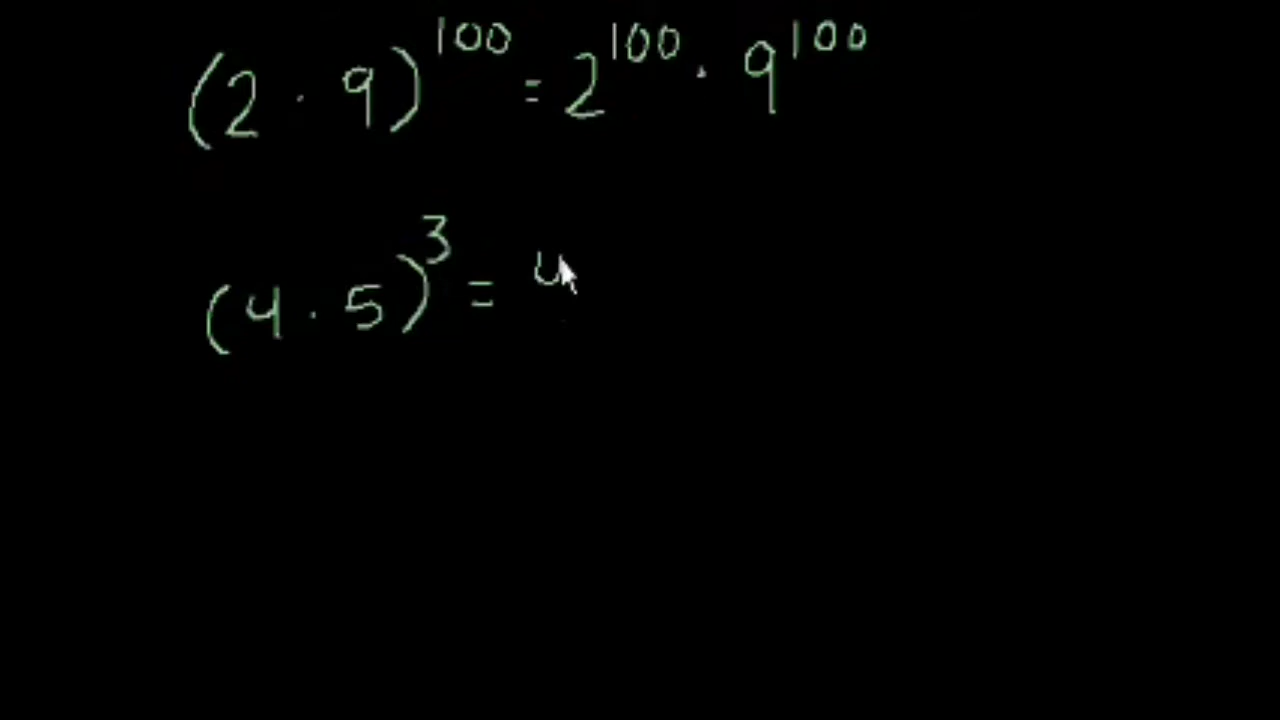 (2 · 9)^100 = 2^100 · 9^100
(4 · 5)^3 = 4